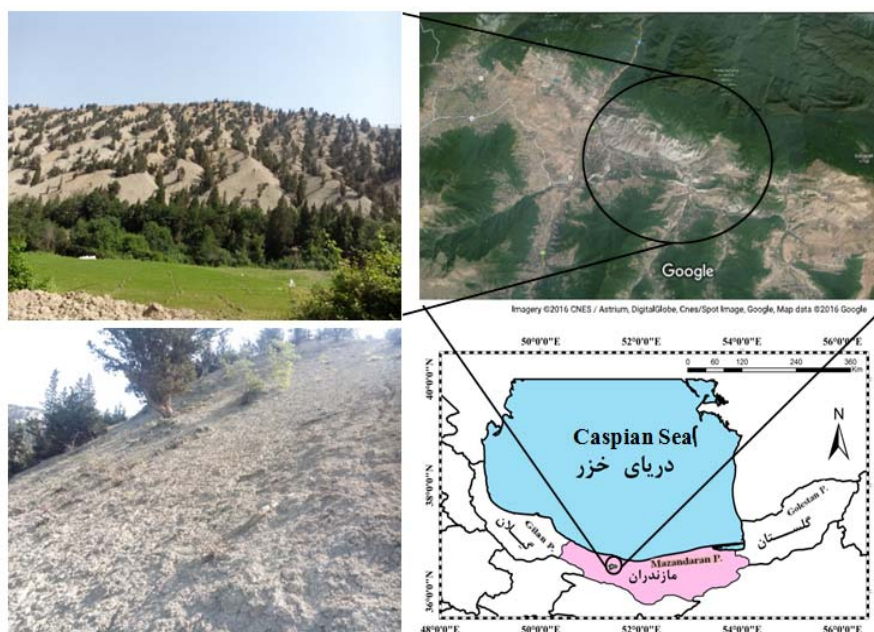 Google
Imagery ©2016 CNES / Astrium, DigitalGlobe, Cnes/Spot Image, Google, Map data ©2016 Google
50°0'0"E 52°0'0"E 54°0'0"E 56°0'0"E
0 60 120 240 360
Km
40°0'0"N
N
Caspian Sea
دریای خزر
38°0'0"N
Golestan P.
گلستان
Gilan P.
گیلان
Mazandaran P.
مازندران
36°0'0"N
48°0'0"E 50°0'0"E 52°0'0"E 54°0'0"E 56°0'0"E